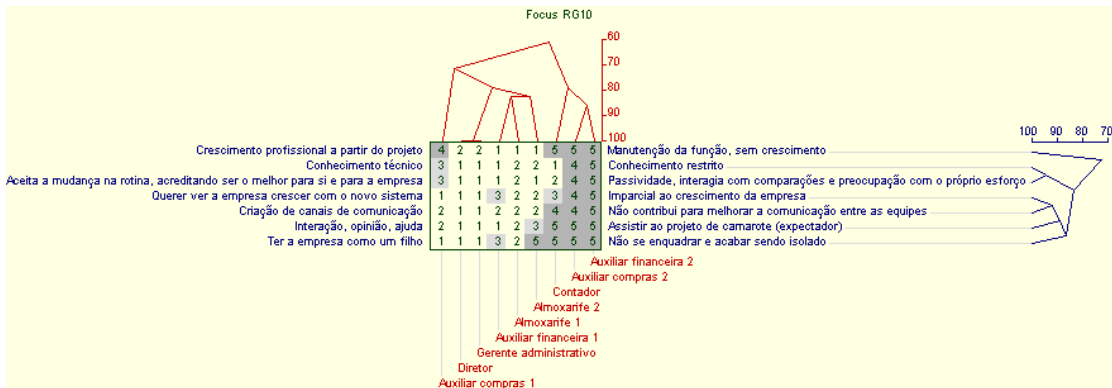 Focus RG10
60
70
80
90
100
100 90 80 70
Crescimento profissional a partir do projeto 4 2 2 1 1 1 5 5 5 Manutenção da função, sem crescimento
Conhecimento técnico 3 1 1 1 2 2 1 4 5 Conhecimento restrito
Aceita a mudança na rotina, acreditando ser o melhor para si e para a empresa 3 1 1 1 2 1 2 4 5 Passividade, interagia com comparações e preocupação com o próprio esforço
Querer ver a empresa crescer com o novo sistema 1 1 1 3 2 2 3 4 5 Imparcial ao crescimento da empresa
Criação de canais de comunicação 2 1 1 2 2 2 4 4 5 Não contribui para melhorar a comunicação entre as equipes
Interação, opinião, ajuda 2 1 1 1 2 3 5 5 5 Assistir ao projeto de camarote (expectador)
Ter a empresa como um filho 1 1 1 3 2 5 5 5 5 Não se enquadrar e acabar sendo isolado
Auxiliar financeira 2
Auxiliar compras 2
Contador
Almoxarife 2
Almoxarife 1
Auxiliar financeira 1
Gerente administrativo
Diretor
Auxiliar compras 1